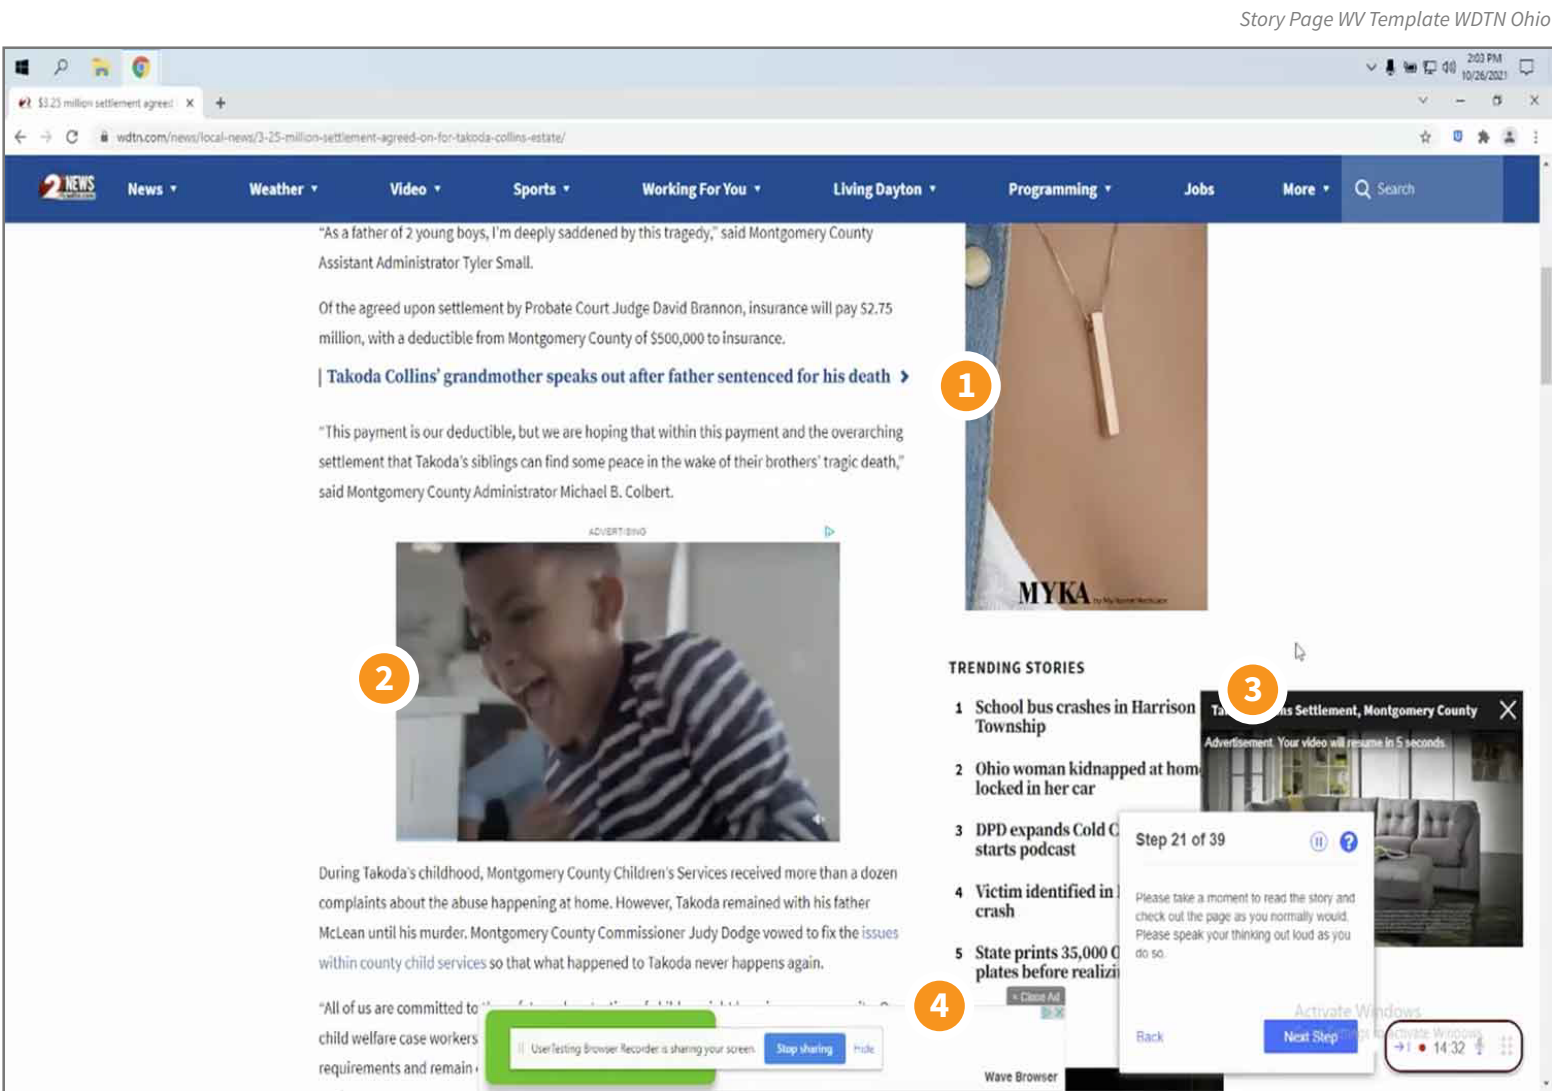 Story Page WV Template WDTN Ohio
2:03 PM
10/26/2021
$3.25 million settlement agreed
wdtn.com/news/local-news/3-25-million-settlement-agreed-on-for-takoda-collins-estate/
2 NEWS
News
Weather
Video
Sports
Working For You
Living Dayton
Programming
Jobs
More
Search
“As a father of 2 young boys, I'm deeply saddened by this tragedy,” said Montgomery County
Assistant Administrator Tyler Small.
Of the agreed upon settlement by Probate Court Judge David Brannon, insurance will pay $2.75
million, with a deductible from Montgomery County of $500,000 to insurance.
| Takoda Collins’ grandmother speaks out after father sentenced for his death
1
“This payment is our deductible, but we are hoping that within this payment and the overarching
settlement that Takoda's siblings can find some peace in the wake of their brothers' tragic death,”
said Montgomery County Administrator Michael B. Colbert.
ADVERTISING
2
MYKA
TRENDING STORIES
1 School bus crashes in Harrison
Township
2 Ohio woman kidnapped at hom
locked in her car
3 DPD expands Cold C
starts podcast
4 Victim identified in
crash
5 State prints 35,000 O
plates before realizi
3
Settlement, Montgomery County
Advertisement. Your video will resume in 5 seconds.
Step 21 of 39
Please take a moment to read the story and
check out the page as you normally would.
Please speak your thinking out loud as you
do so.
Back
Next Step
Activate Windows
14:32
During Takoda's childhood, Montgomery County Children's Services received more than a dozen
complaints about the abuse happening at home. However, Takoda remained with his father
McLean until his murder. Montgomery County Commissioner Judy Dodge vowed to fix the issues
within county child services so that what happened to Takoda never happens again.
“All of us are committed to
child welfare case workers
requirements and remain
4
× Close Ad
UserTesting Browser Recorder is sharing your screen.
Stop sharing
Hide
Wave Browser